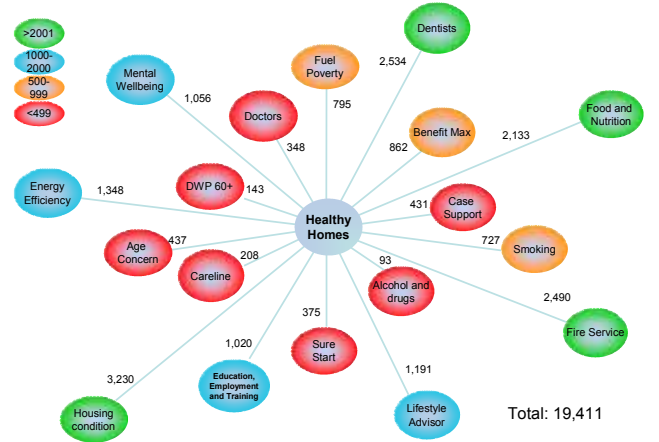 >2001
1000-
2000
500-
999
<499
Dentists
2,534
Fuel
Poverty
795
Mental
Wellbeing
1,056
Doctors
348
Food and
Nutrition
2,133
Benefit Max
862
Energy
Efficiency
1,348
DWP 60+
143
Healthy
Homes
431
Case
Support
Age
Concern
437
Careline
208
727
Smoking
93
Alcohol and
drugs
2,490
Fire Service
375
Sure
Start
1,020
Education,
Employment
and Training
1,191
Lifestyle
Advisor
3,230
Housing
condition
Total: 19,411